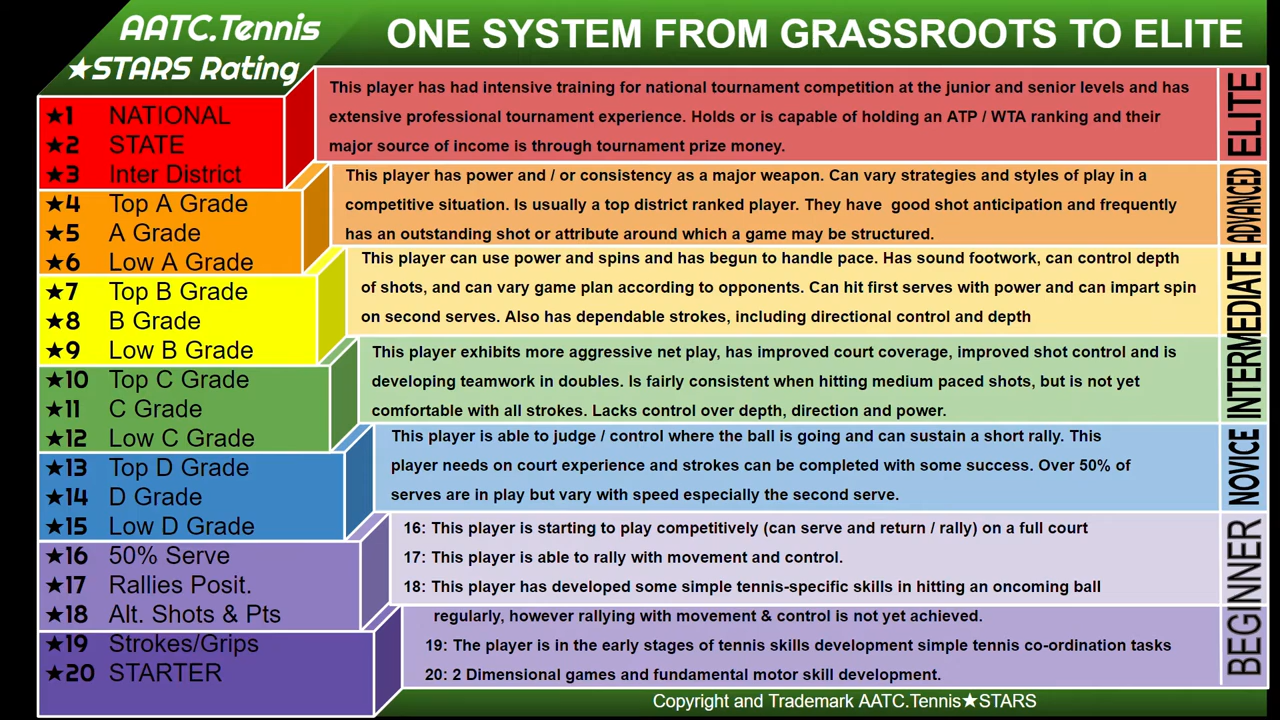 AATC.Tennis
★STARS Rating
ONE SYSTEM FROM GRASSROOTS TO ELITE
★1 NATIONAL
★2 STATE
★3 Inter District
This player has had intensive training for national tournament competition at the junior and senior levels and has
extensive professional tournament experience. Holds or is capable of holding an ATP / WTA ranking and their
major source of income is through tournament prize money.
ELITE
★4 Top A Grade
★5 A Grade
★6 Low A Grade
This player has power and / or consistency as a major weapon. Can vary strategies and styles of play in a
competitive situation. Is usually a top district ranked player. They have good shot anticipation and frequently
has an outstanding shot or attribute around which a game may be structured.
ADVANCED
★7 Top B Grade
★8 B Grade
★9 Low B Grade
This player can use power and spins and has begun to handle pace. Has sound footwork, can control depth
of shots, and can vary game plan according to opponents. Can hit first serves with power and can impart spin
on second serves. Also has dependable strokes, including directional control and depth
INTERMEDIATE
★10 Top C Grade
★11 C Grade
★12 Low C Grade
This player exhibits more aggressive net play, has improved court coverage, improved shot control and is
developing teamwork in doubles. Is fairly consistent when hitting medium paced shots, but is not yet
comfortable with all strokes. Lacks control over depth, direction and power.
★13 Top D Grade
★14 D Grade
★15 Low D Grade
This player is able to judge / control where the ball is going and can sustain a short rally. This
player needs on court experience and strokes can be completed with some success. Over 50% of
serves are in play but vary with speed especially the second serve.
NOVICE
★16 50% Serve
★17 Rallies Posit.
★18 Alt. Shots & Pts
16: This player is starting to play competitively (can serve and return / rally) on a full court
17: This player is able to rally with movement and control.
18: This player has developed some simple tennis-specific skills in hitting an oncoming ball
regularly, however rallying with movement & control is not yet achieved.
★19 Strokes/Grips
★20 STARTER
19: The player is in the early stages of tennis skills development simple tennis co-ordination tasks
20: 2 Dimensional games and fundamental motor skill development.
BEGINNER
Copyright and Trademark AATC.Tennis★STARS